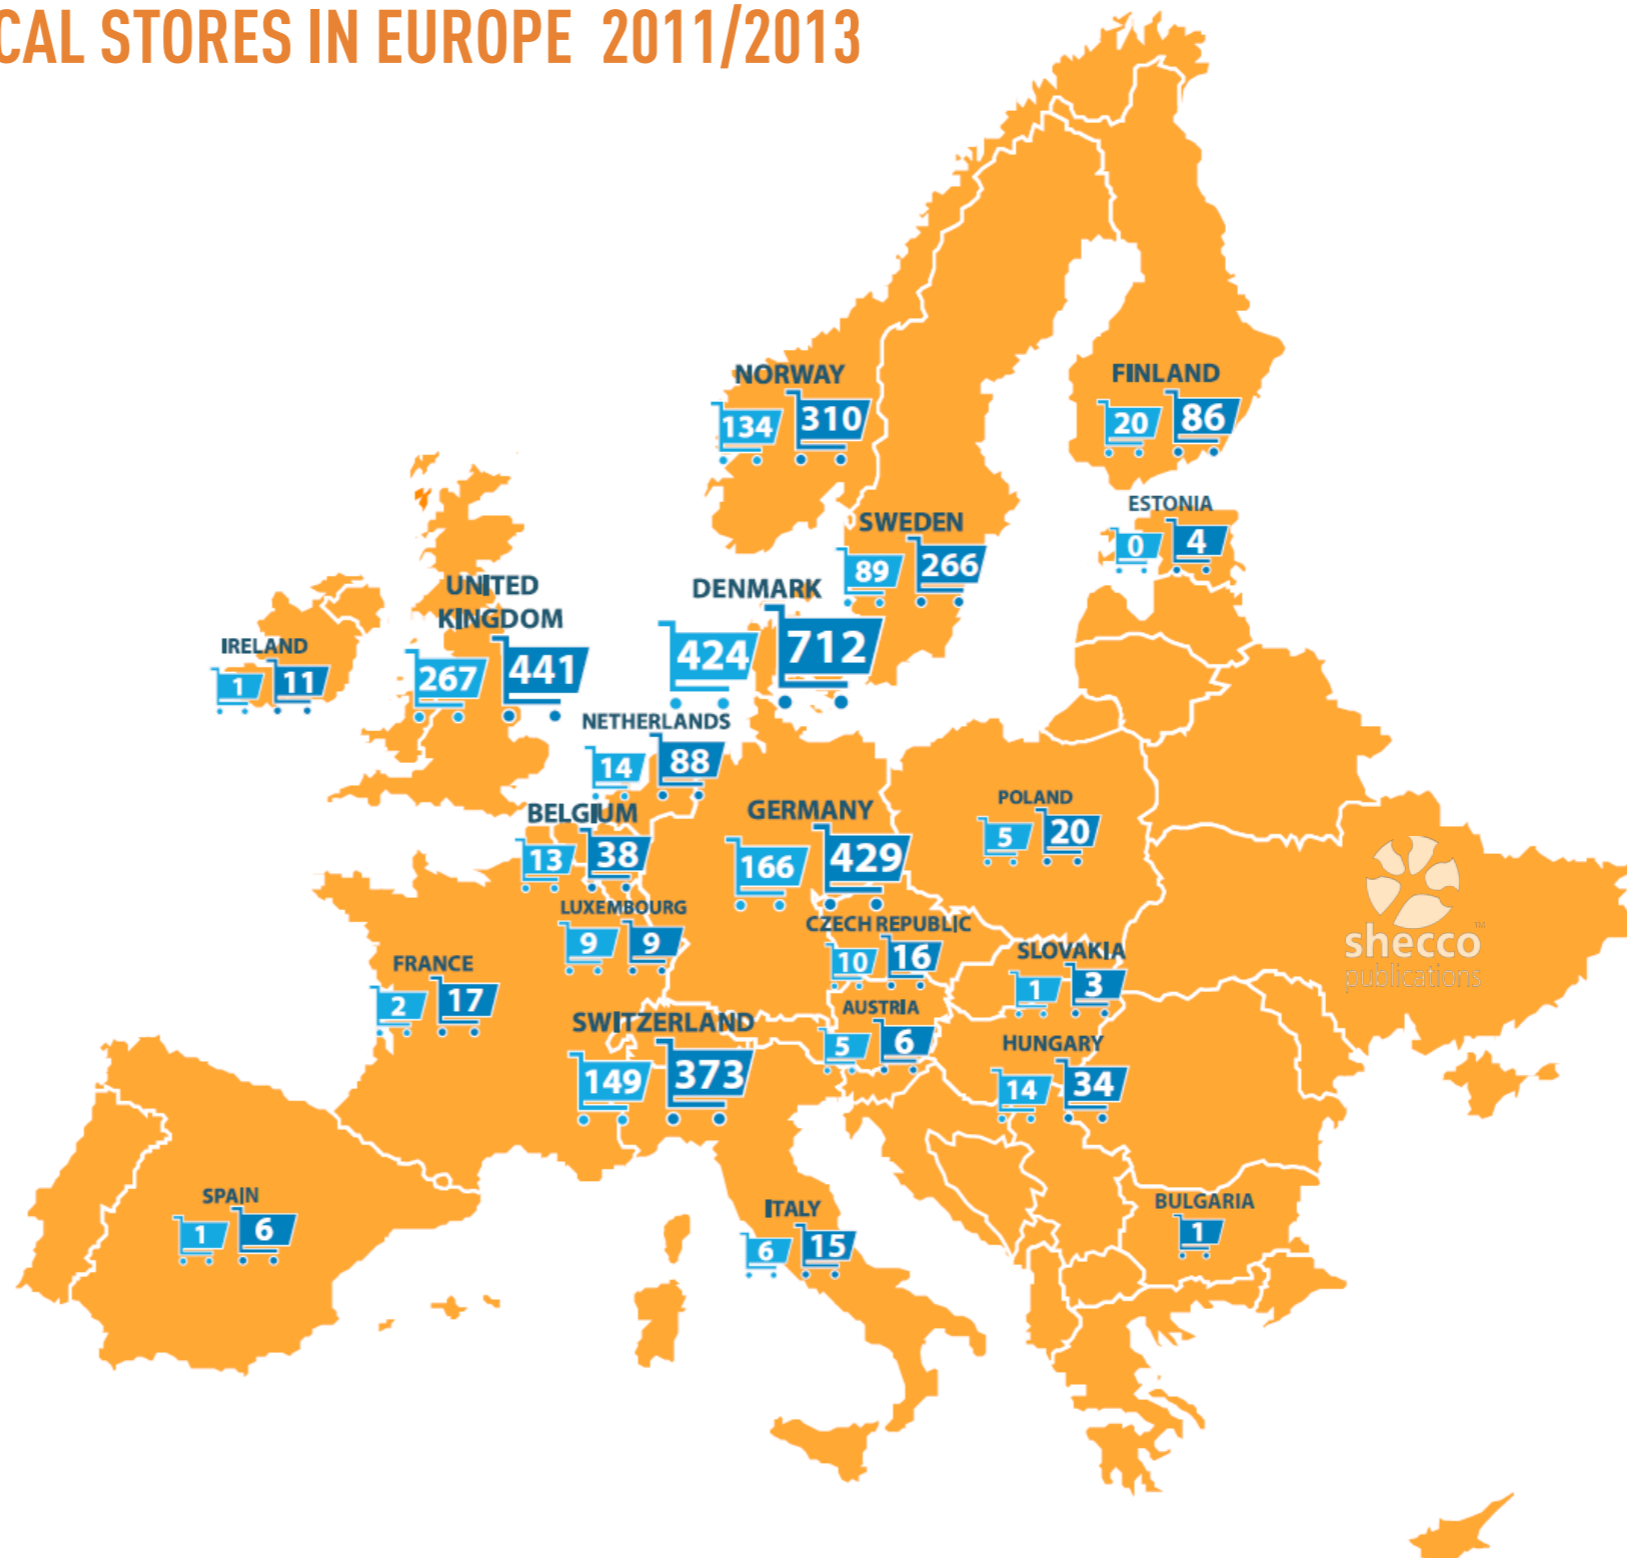 CAL STORES IN EUROPE 2011/2013
NORWAY
134 310
FINLAND
20 86
ESTONIA
0 4
SWEDEN
89 266
DENMARK
424 712
UNITED
KINGDOM
267 441
IRELAND
1 11
NETHERLANDS
14 88
BELGIUM
13 38
GERMANY
166 429
POLAND
5 20
LUXEMBOURG
9 9
CZECH REPUBLIC
10 16
SLOVAKIA
1 3
FRANCE
2 17
AUSTRIA
5 6
SWITZERLAND
149 373
HUNGARY
14 34
SPAIN
1 6
ITALY
6 15
BULGARIA
1
shecco™
publications